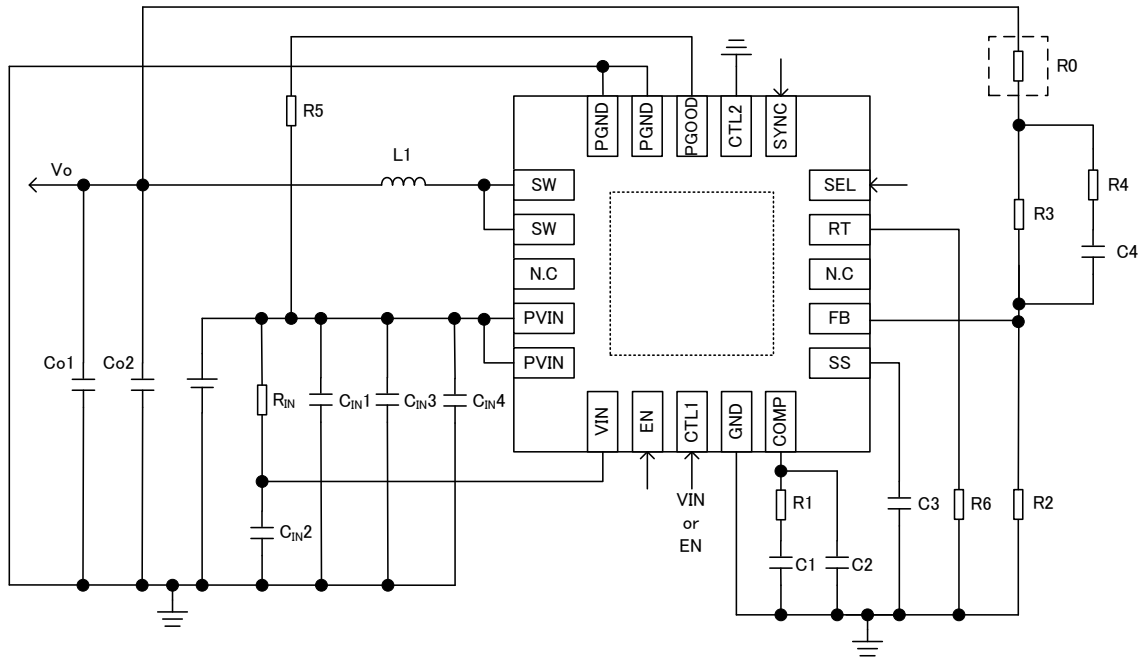 R0
R5
PGND
PGND
PGOOD
CTL2
SYNC
L1
Vo
SW
SEL
R4
SW
RT
R3
C4
N.C
N.C
PVIN
FB
Co1
Co2
PVIN
SS
RIN
CIN1
CIN3
CIN4
VIN
EN
CTL1
GND
COMP
VIN
or
EN
R1
C3
R6
R2
CIN2
C1
C2